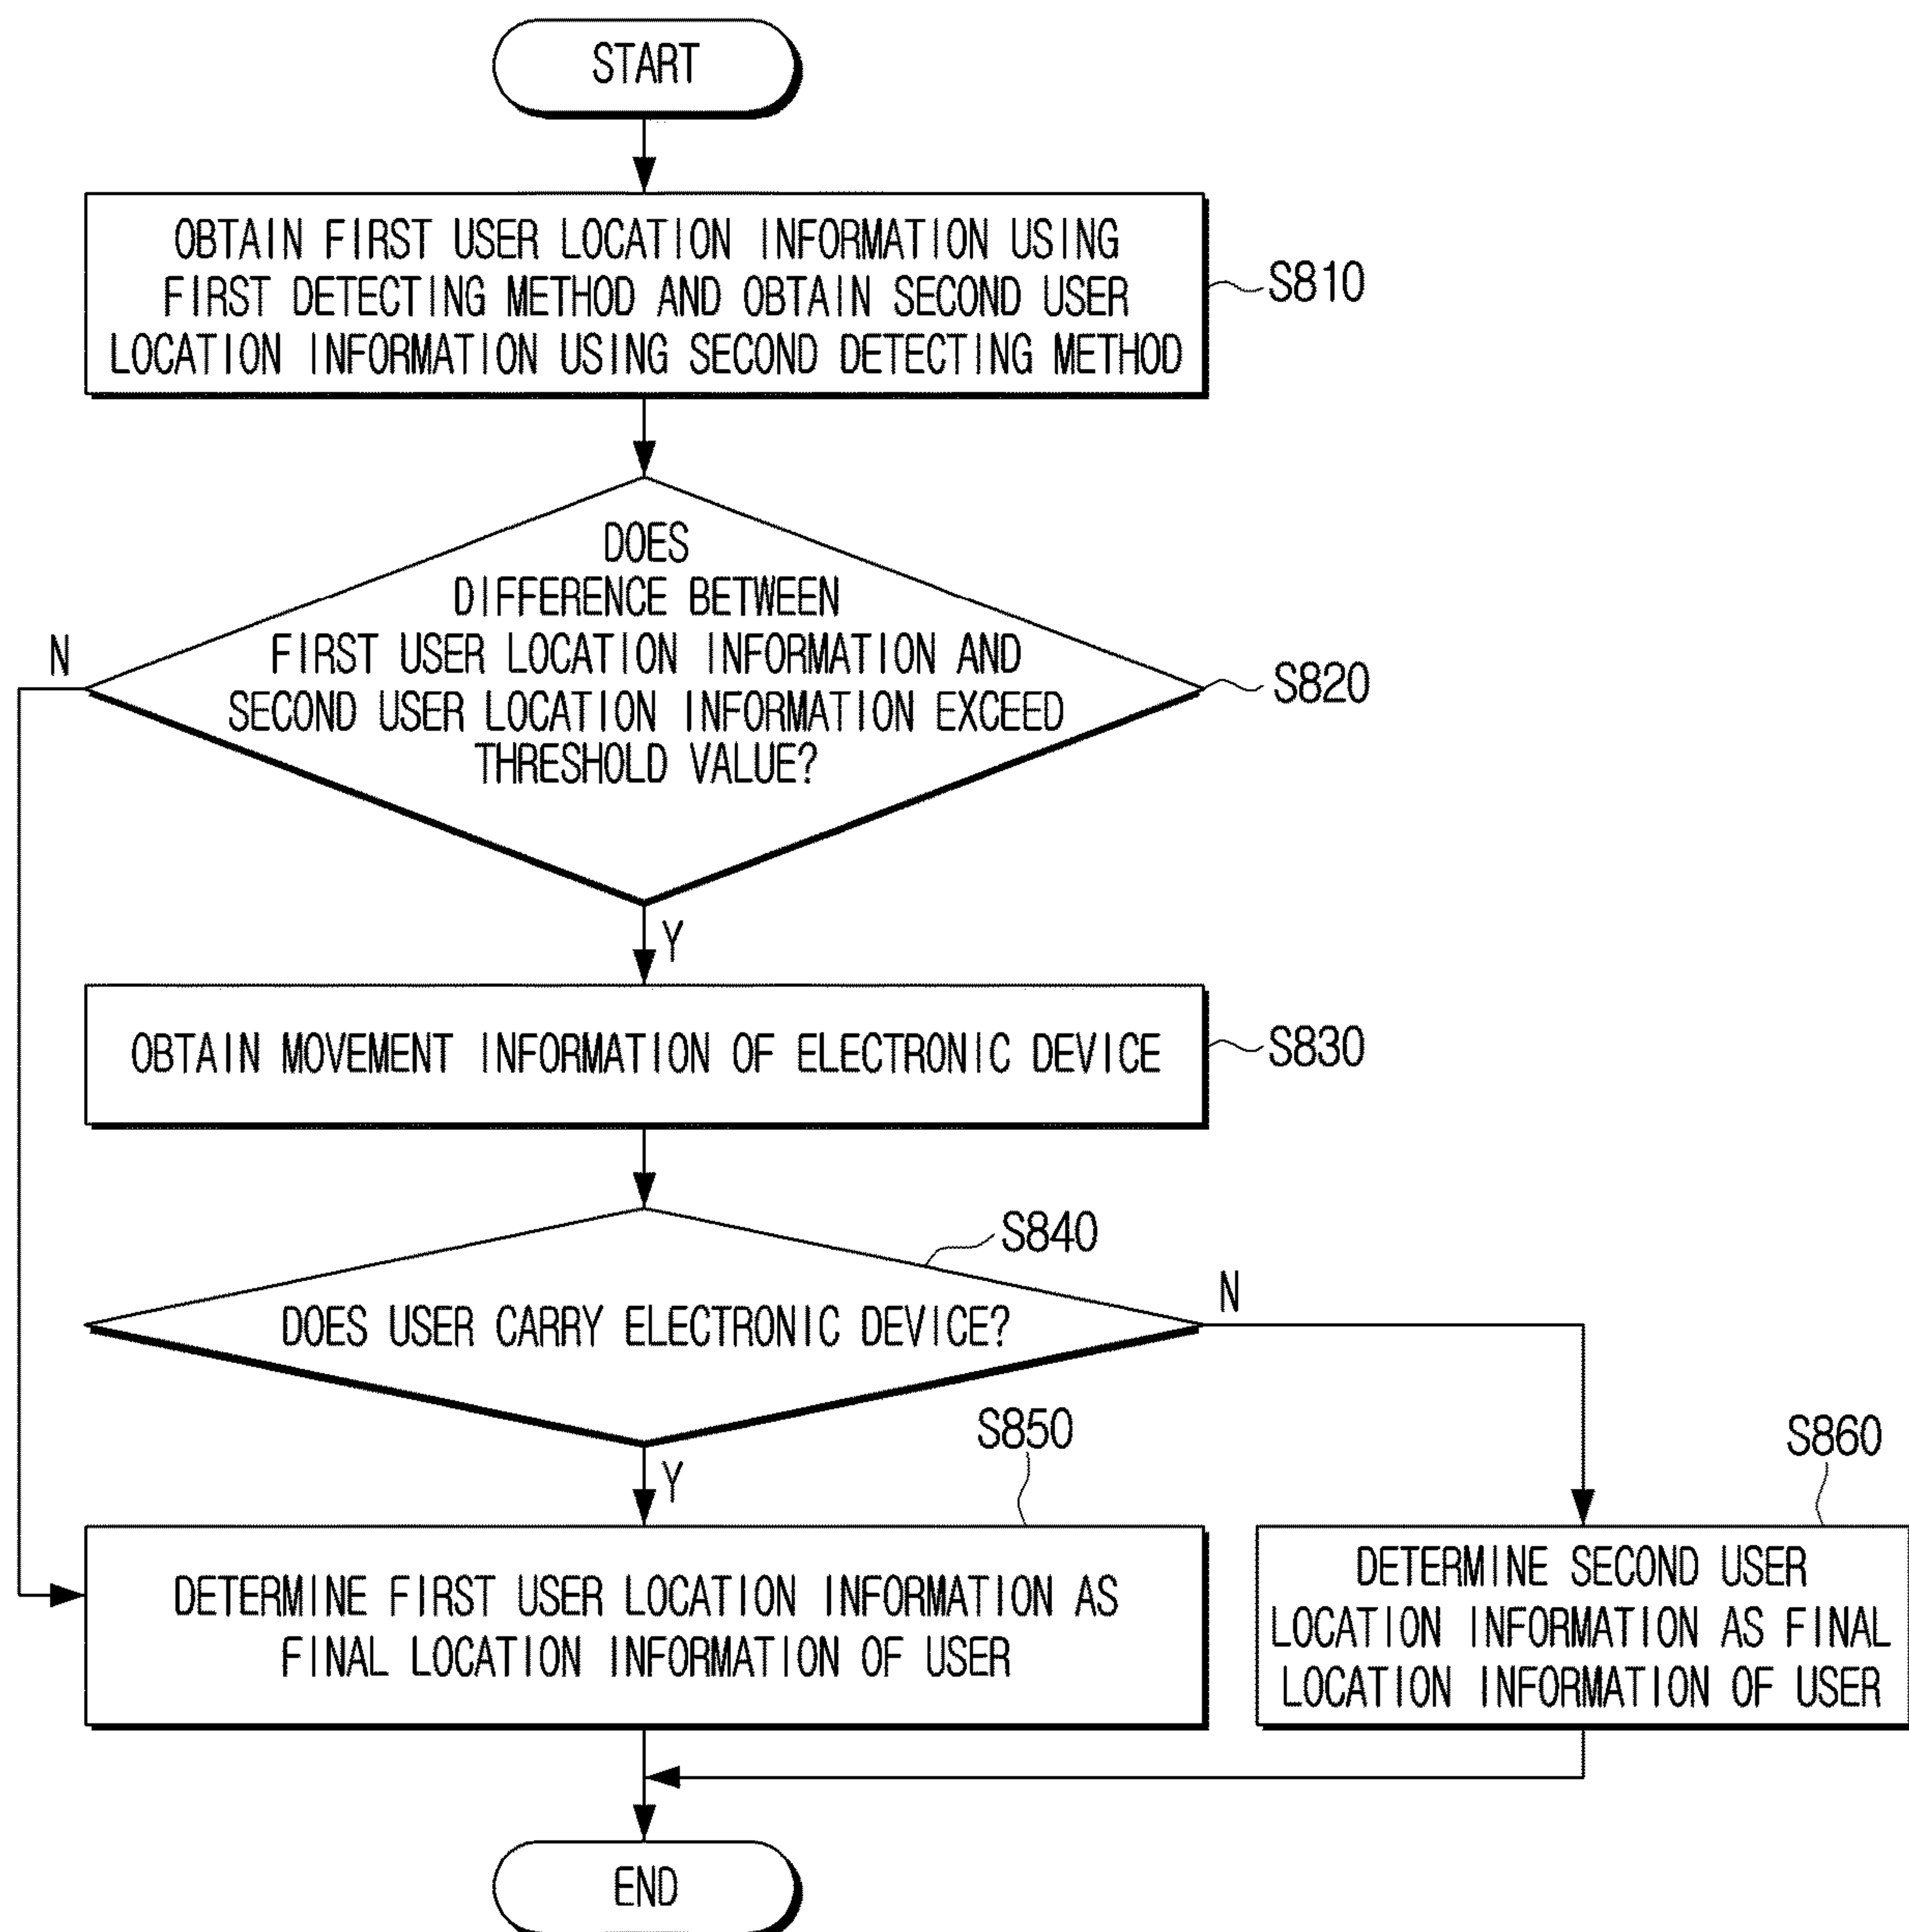 START
OBTAIN FIRST USER LOCATION INFORMATION USING
FIRST DETECTING METHOD AND OBTAIN SECOND USER
LOCATION INFORMATION USING SECOND DETECTING METHOD
S810
DOES
DIFFERENCE BETWEEN
FIRST USER LOCATION INFORMATION AND
SECOND USER LOCATION INFORMATION EXCEED
THRESHOLD VALUE?
N
S820
Y
OBTAIN MOVEMENT INFORMATION OF ELECTRONIC DEVICE
S830
S840
DOES USER CARRY ELECTRONIC DEVICE?
N
Y
S850
DETERMINE FIRST USER LOCATION INFORMATION AS
FINAL LOCATION INFORMATION OF USER
S860
DETERMINE SECOND USER
LOCATION INFORMATION AS FINAL
LOCATION INFORMATION OF USER
END